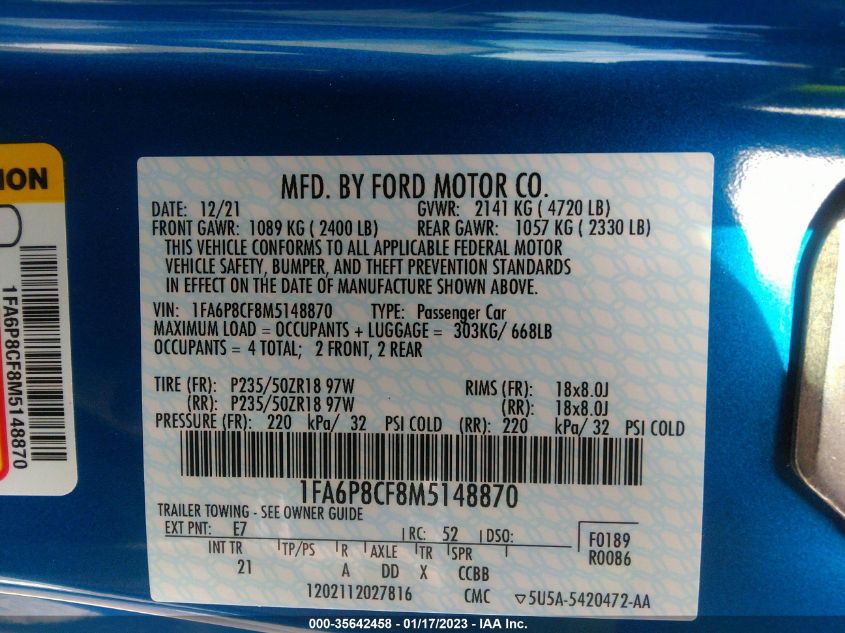 ION
1FA6P8CF8M5148870
MFD. BY FORD MOTOR CO.
DATE: 12/21 GVWR: 2141 KG ( 4720 LB)
FRONT GAWR: 1089 KG ( 2400 LB) REAR GAWR: 1057 KG ( 2330 LB)
THIS VEHICLE CONFORMS TO ALL APPLICABLE FEDERAL MOTOR
VEHICLE SAFETY, BUMPER, AND THEFT PREVENTION STANDARDS
IN EFFECT ON THE DATE OF MANUFACTURE SHOWN ABOVE.
VIN: 1FA6P8CF8M5148870 TYPE: Passenger Car
MAXIMUM LOAD = OCCUPANTS + LUGGAGE = 303KG/ 668LB
OCCUPANTS = 4 TOTAL; 2 FRONT, 2 REAR
TIRE (FR): P235/50ZR18 97W RIMS (FR): 18x8.0J
(RR): P235/50ZR18 97W (RR): 18x8.0J
PRESSURE (FR): 220 kPa/ 32 PSI COLD (RR): 220 kPa/ 32 PSI COLD
1FA6P8CF8M5148870
TRAILER TOWING - SEE OWNER GUIDE
EXT PNT: E7 RC: 52 DSO: F0189
R0086
INT TR TP/PS R AXLE TR SPR
21 A DD X CCBB
1202112027816 CMC ▽5U5A-5420472-AA
000-35642458 - 01/17/2023 - IAA Inc.